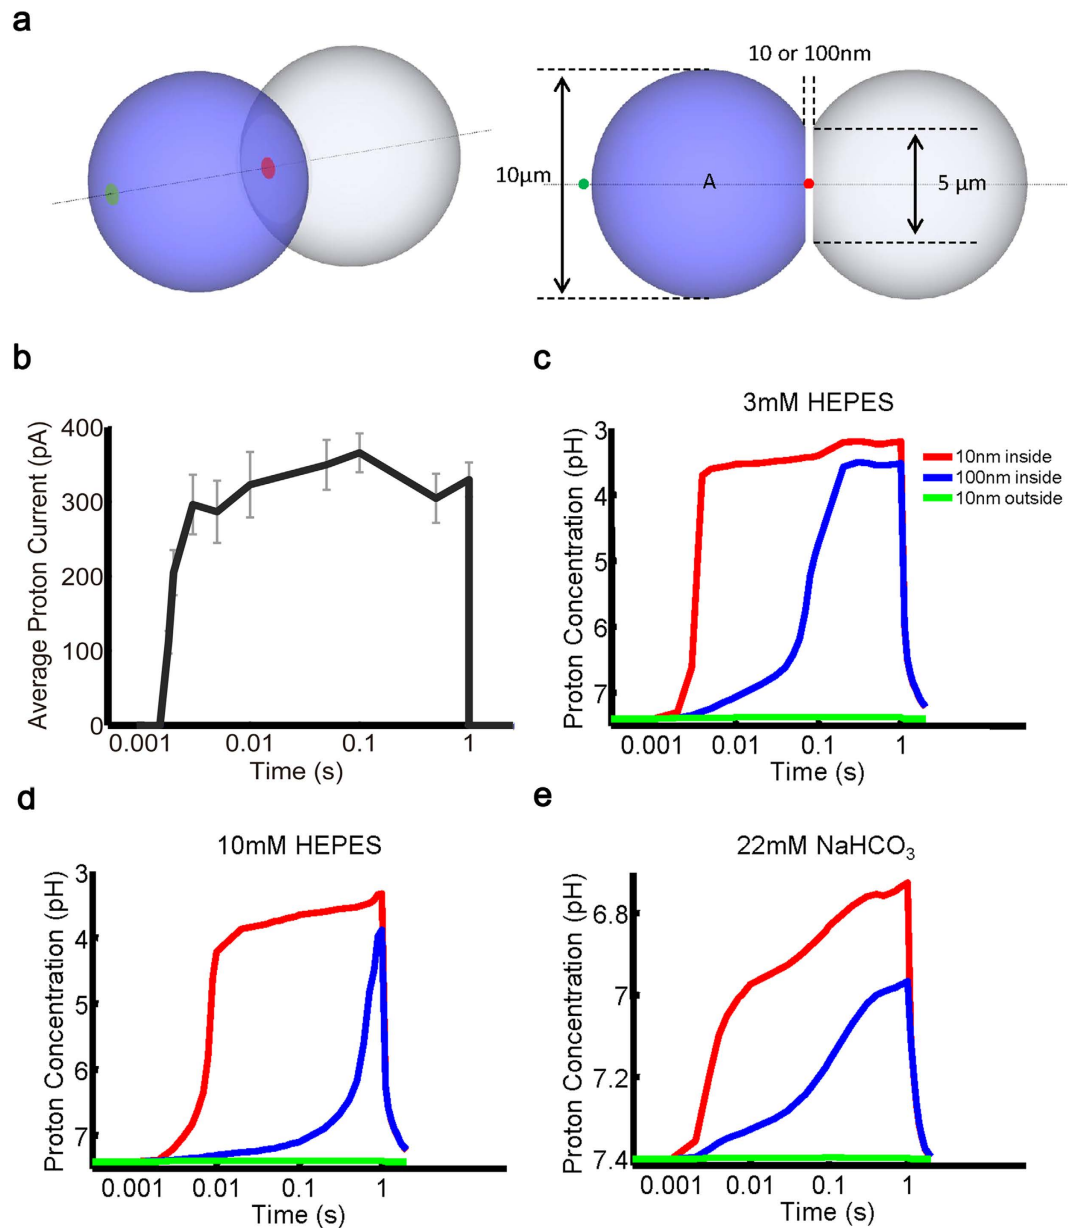 a
10 or 100nm
10µm
A
5 µm
b
Average Proton Current (pA)
400
300
200
100
0
0.001
0.01
0.1
1
Time (s)
c
3mM HEPES
Proton Concentration (pH)
3
4
5
6
7
0.001
0.01
0.1
1
Time (s)
10nm inside
100nm inside
10nm outside
d
10mM HEPES
Proton Concentration (pH)
3
4
5
6
7
0.001
0.01
0.1
1
Time (s)
e
22mM NaHCO₃
Proton Concentration (pH)
6.8
7
7.2
7.4
0.001
0.01
0.1
1
Time (s)